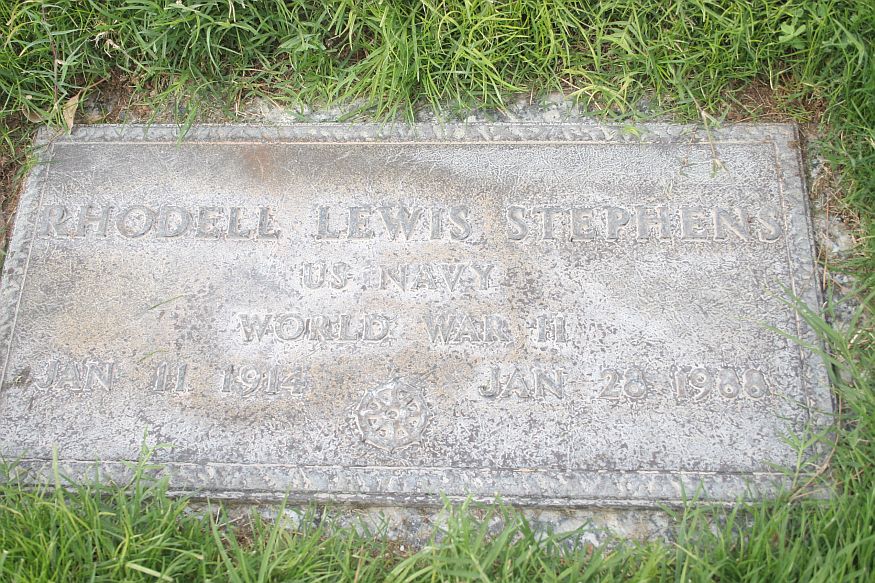 RHODELL LEWIS STEPHENS
US NAVY
WORLD WAR II
JAN 11 1914 JAN 28 1988